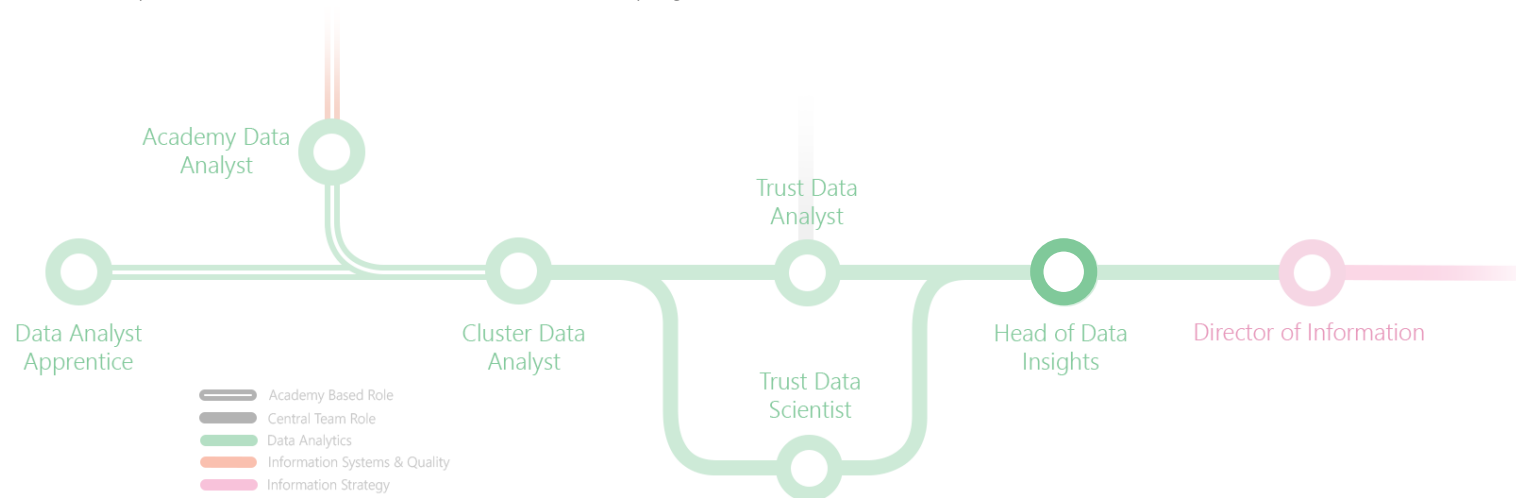 Academy Data
Analyst
Trust Data
Analyst
Data Analyst
Apprentice
Cluster Data
Analyst
Head of Data
Insights
Director of Information
Trust Data
Scientist
Academy Based Role
Central Team Role
Data Analytics
Information Systems & Quality
Information Strategy